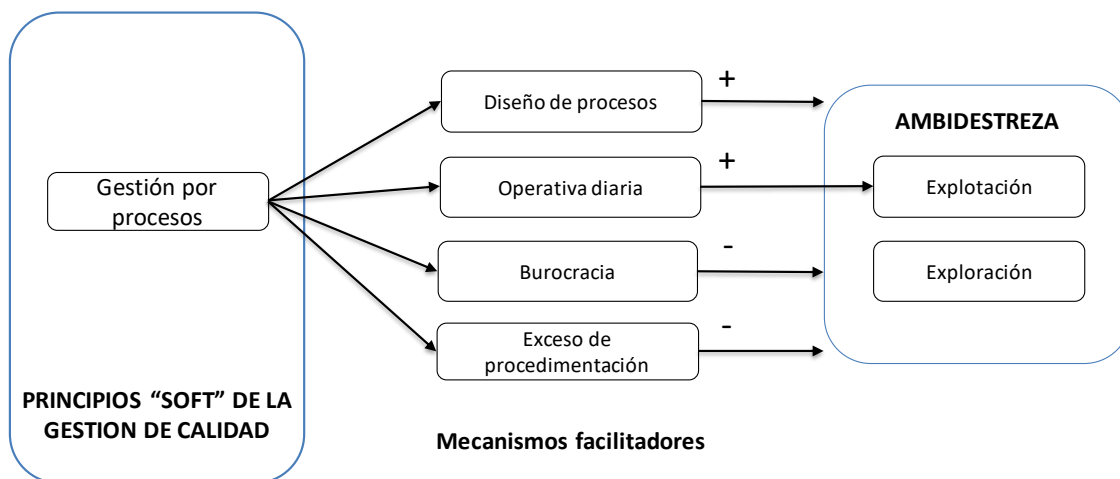 Gestión por
procesos
PRINCIPIOS “SOFT” DE LA
GESTION DE CALIDAD
Diseño de procesos
Operativa diaria
Burocracia
Exceso de
procedimentación
Mecanismos facilitadores
+
+
-
-
AMBIDESTREZA
Explotación
Exploración